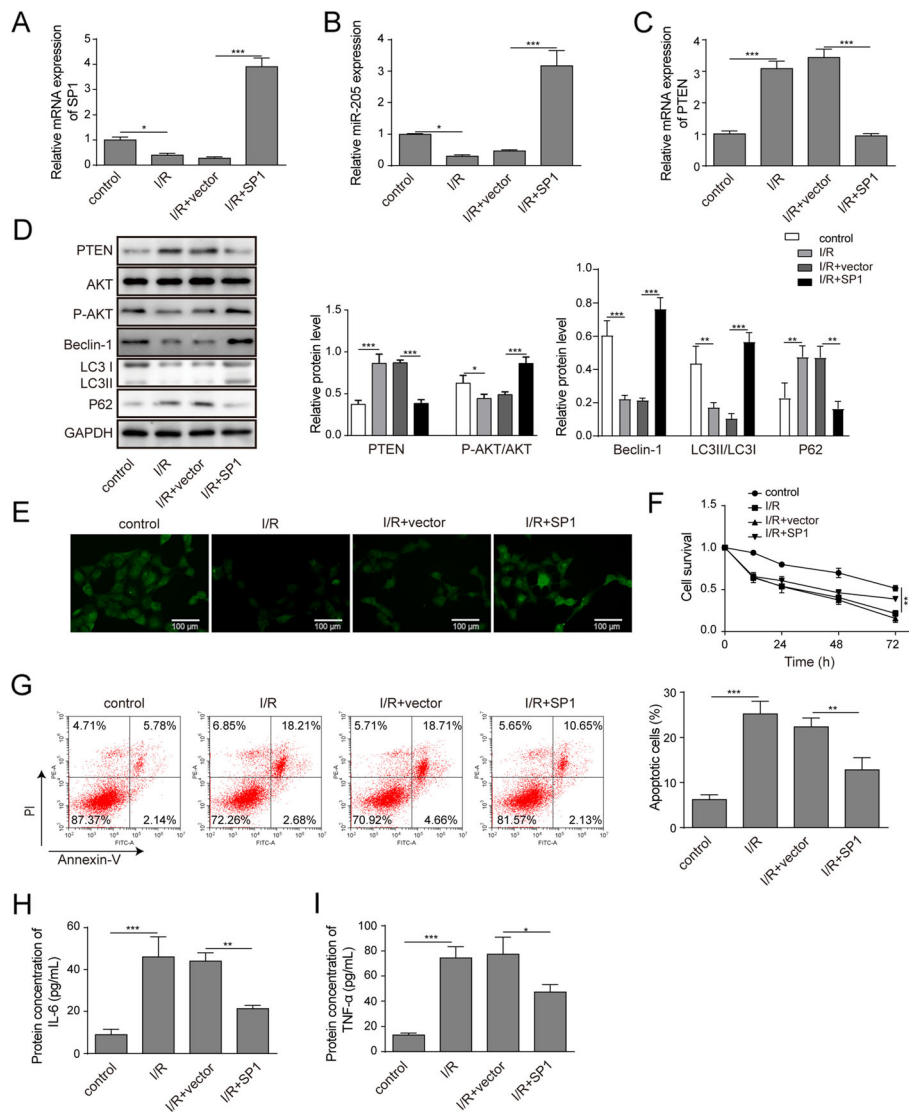 A
Relative mRNA expression
of SP1
5
4
3
2
1
0
*
***
control
I/R
I/R+vector
I/R+SP1
B
Relative miR-205 expression
4
3
2
1
0
*
***
control
I/R
I/R+vector
I/R+SP1
C
Relative mRNA expression
of PTEN
4
3
2
1
0
***
***
control
I/R
I/R+vector
I/R+SP1
D
PTEN
AKT
P-AKT
Beclin-1
LC3 I
LC3II
P62
GAPDH
control
I/R
I/R+vector
I/R+SP1
Relative protein level
1.5
1.0
0.5
0.0
***
***
*
***
PTEN
P-AKT/AKT
control
I/R
I/R+vector
I/R+SP1
Relative protein level
1.0
0.8
0.6
0.4
0.2
0.0
***
***
**
***
**
**
Beclin-1
LC3II/LC3I
P62
E
control
I/R
I/R+vector
I/R+SP1
100 μm
100 μm
100 μm
100 μm
F
control
I/R
I/R+vector
I/R+SP1
Cell survival
1.5
1.0
0.5
0.0
0
24
48
72
**
Time (h)
G
control
4.71%
5.78%
87.37%
2.14%
I/R
6.85%
18.21%
72.26%
2.68%
I/R+vector
5.71%
18.71%
70.92%
4.66%
I/R+SP1
5.65%
10.65%
81.57%
2.13%
PE-A
PE-A
PE-A
PE-A
FITC-A
FITC-A
FITC-A
FITC-A
PI
Annexin-V
Apoptotic cells (%)
30
20
10
0
***
**
control
I/R
I/R+vector
I/R+SP1
H
Protein concentration of
IL-6 (pg/mL)
60
40
20
0
***
**
control
I/R
I/R+vector
I/R+SP1
I
Protein concentration of
TNF-α (pg/mL)
100
80
60
40
20
0
***
*
control
I/R
I/R+vector
I/R+SP1